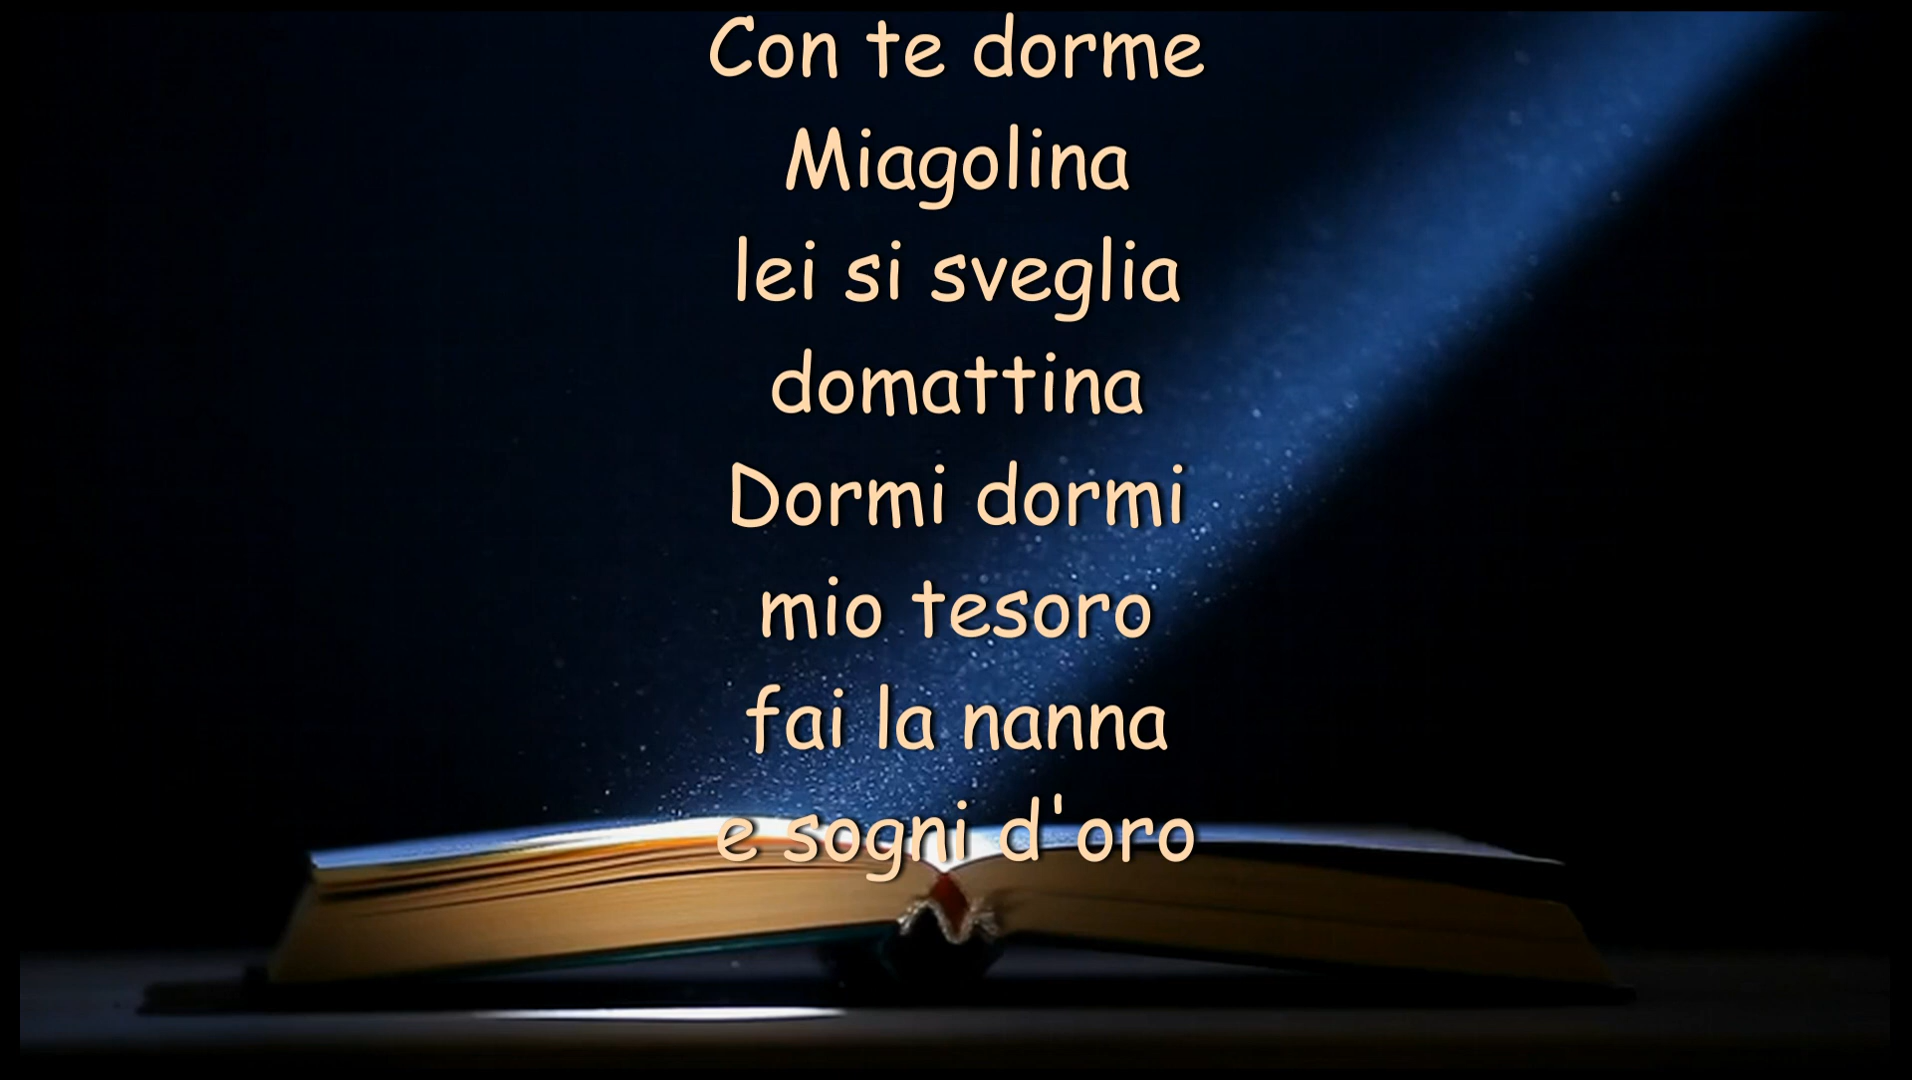 Con te dorme
Miagolina
lei si sveglia
domattina
Dormi dormi
mio tesoro
fai la nanna
e sogni d'oro